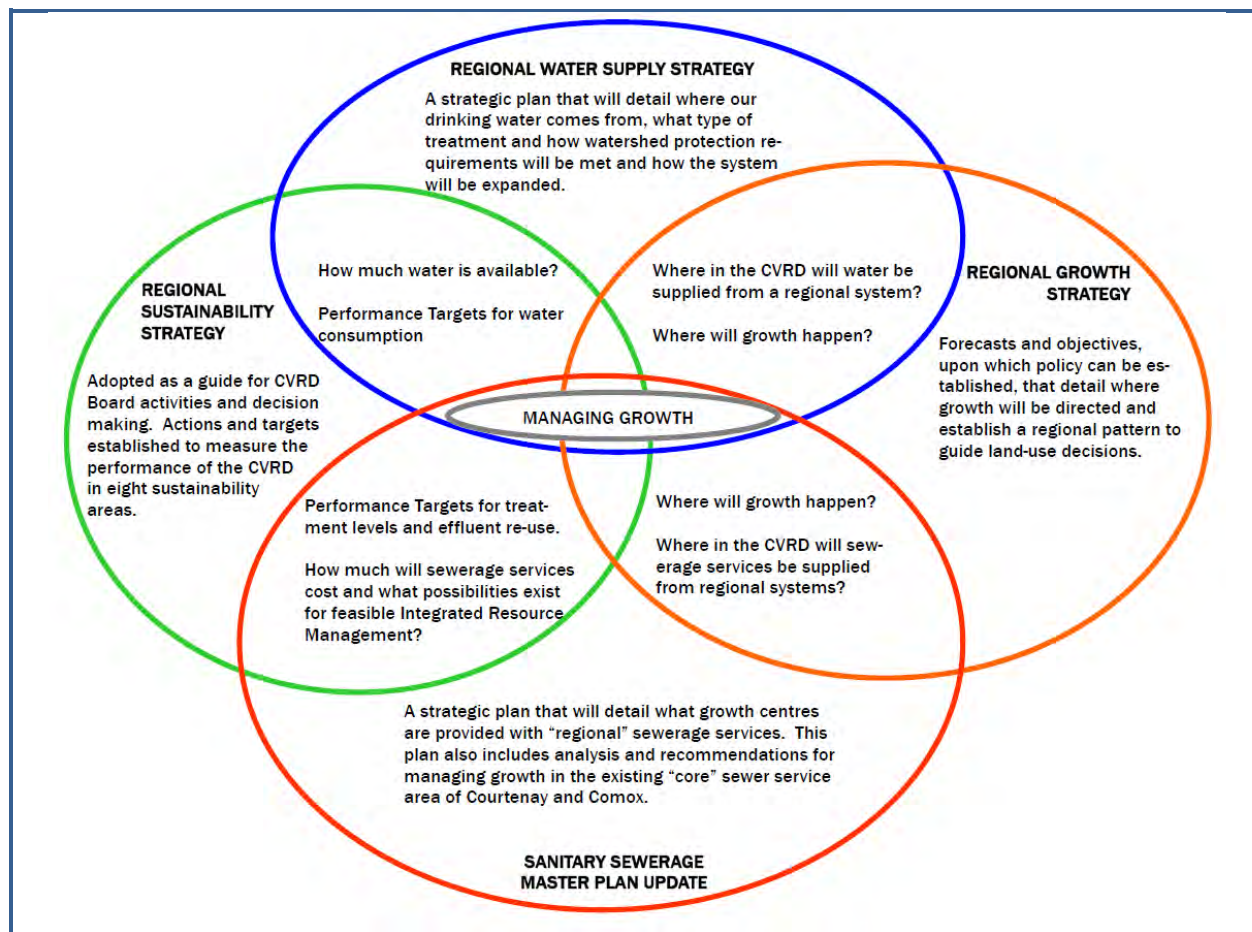 REGIONAL WATER SUPPLY STRATEGY
A strategic plan that will detail where our
drinking water comes from, what type of
treatment and how watershed protection re-
quirements will be met and how the system
will be expanded.
How much water is available?
Performance Targets for water
consumption
Where in the CVRD will water be
supplied from a regional system?
Where will growth happen?
REGIONAL
SUSTAINABILITY
STRATEGY
Adopted as a guide for CVRD
Board activities and decision
making.  Actions and targets
established to measure the
performance of the CVRD
in eight sustainability
areas.
REGIONAL GROWTH
STRATEGY
Forecasts and objectives,
upon which policy can be es-
tablished, that detail where
growth will be directed and
establish a regional pattern to
guide land-use decisions.
MANAGING GROWTH
Performance Targets for treat-
ment levels and effluent re-use.
How much will sewerage services
cost and what possibilities exist
for feasible Integrated Resource
Management?
Where will growth happen?
Where in the CVRD will sew-
erage services be supplied
from regional systems?
A strategic plan that will detail what growth centres
are provided with “regional” sewerage services.  This
plan also includes analysis and recommendations for
managing growth in the existing “core” sewer service
area of Courtenay and Comox.
SANITARY SEWERAGE
MASTER PLAN UPDATE